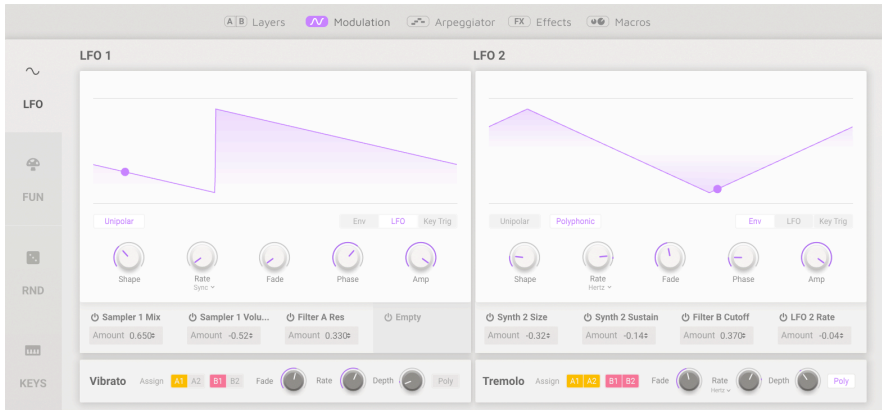 A B Layers Modulation Arpeggiator FX Effects Macros
LFO 1
LFO 2
LFO
FUN
RND
KEYS
Unipolar Env LFO Key Trig
Shape Rate Fade Phase Amp
Sync
Sampler 1 Mix Sampler 1 Volu... Filter A Res Empty
Amount 0.650 Amount -0.52 Amount 0.330
Unipolar Polyphonic Env LFO Key Trig
Shape Rate Fade Phase Amp
Hertz
Synth 2 Size Synth 2 Sustain Filter B Cutoff LFO 2 Rate
Amount -0.32 Amount -0.14 Amount 0.370 Amount -0.04
Vibrato Assign A1 A2 B1 B2 Fade Rate Depth Poly
Tremolo Assign A1 A2 B1 B2 Fade Rate Depth Poly
Hertz